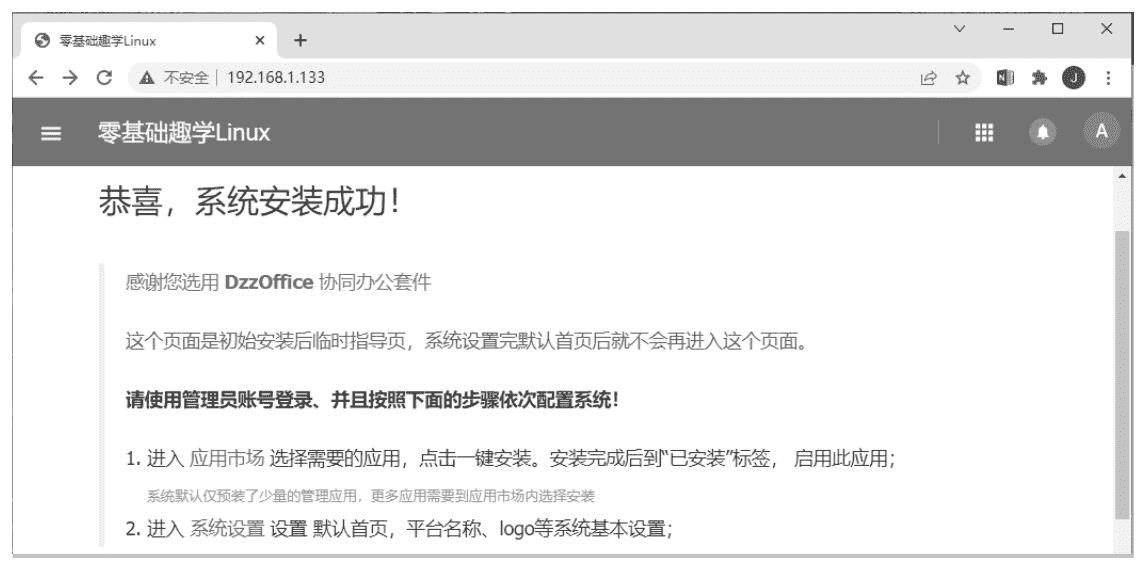 零基础趣学Linux
不安全 192.168.1.133
J
零基础趣学Linux
A
恭喜，系统安装成功！
感谢您选用 DzzOffice 协同办公套件
这个页面是初始安装后临时指导页，系统设置完默认首页后就不会再进入这个页面。
请使用管理员账号登录、并且按照下面的步骤依次配置系统！
1. 进入 应用市场 选择需要的应用，点击一键安装。安装完成后到“已安装”标签， 启用此应用；
系统默认仅预装了少量的管理应用，更多应用需要到应用市场内选择安装
2. 进入 系统设置 设置 默认首页，平台名称、logo等系统基本设置；